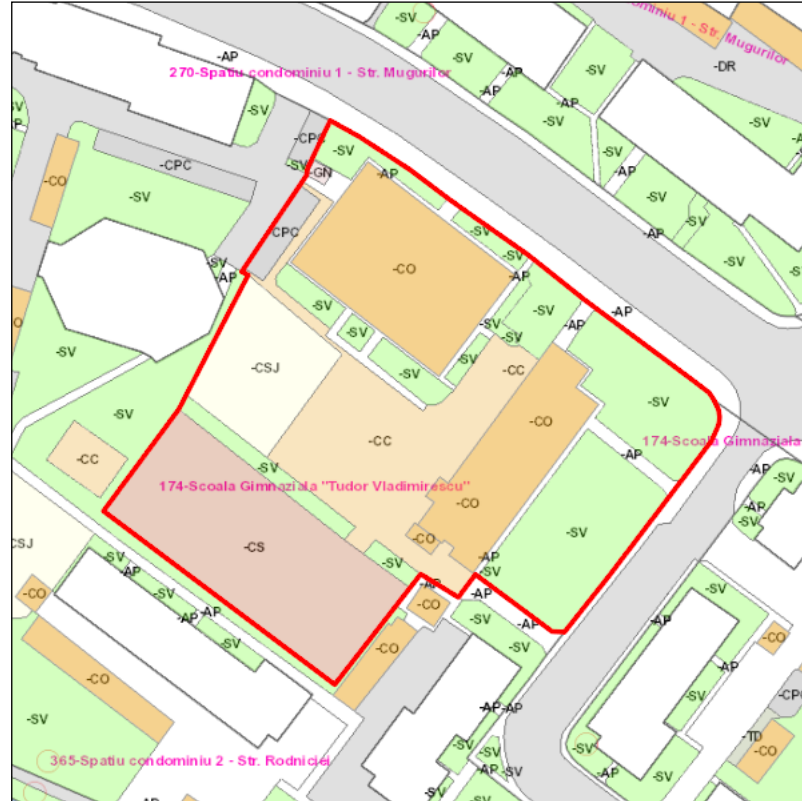 -SV
-SV
-AP
ominiu 1 - Str. Mugurilor
-AP
-SV
270-Spatiu condominiu 1 - Str. Mugurilor
-AP
-SV
-DR
-AP
-SV
-AP
-SV
-SV
-CPC
-SV
-AP
-SV
-CPC
-SV
-GN
-AP
-AP
-CO
-SV
-SV
-SV
-AP
-SV
-CPC
-SV
-SV
-AP
-CO
-AP
-SV
-SV
-SV
-AP
-SV
-SV
-SV
-SV
-SV
-CSJ
-SV
-CC
-SV
-SV
-CO
-CC
174-Scoala Gimnaziala
-AP
-CC
-SV
-AP
174-Scoala Gimnaziala "Tudor Vladimirescu"
-CO
-SV
-SV
-CS
-CO
CSJ
-SV
-AP
-SV
-AP
-SV
-AP
-AP
-SV
-CO
-SV
-AP
-CO
-AP
-SV
-AP
-SV
-SV
-AP
-CO
-CO
-SV
-AP
-CO
-SV
-AP
-AP
-CPC
-SV
-TD
-SV
-SV
-CO
365-Spatiu condominiu 2 - Str. Rodniciei
-AP
-SV
-SV
-AP